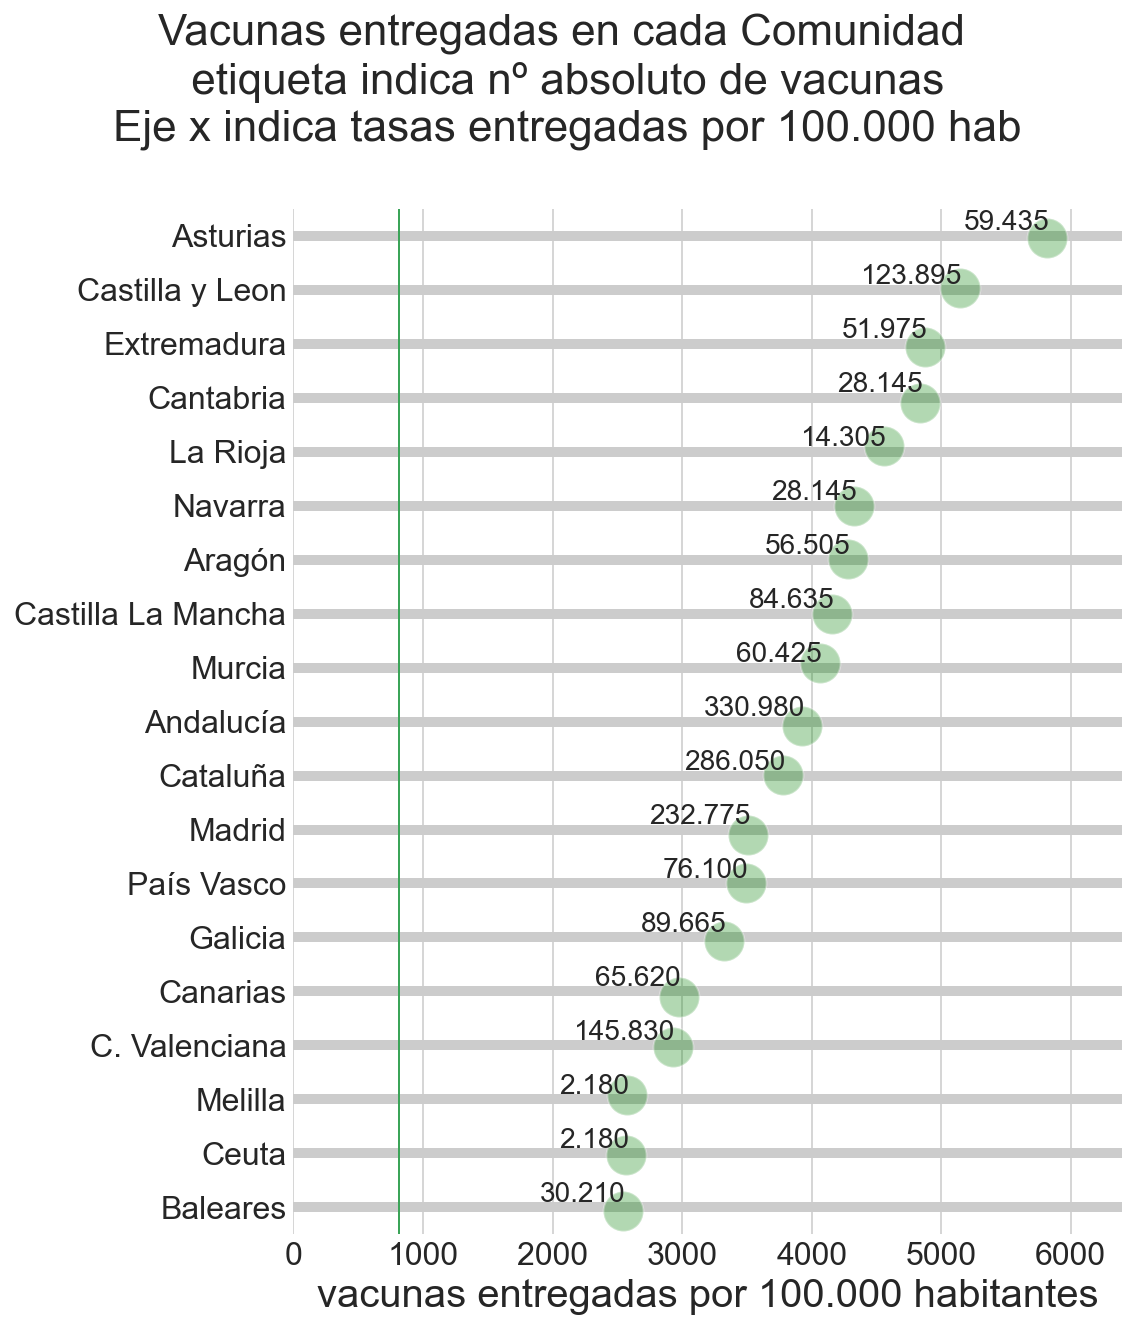 Vacunas entregadas en cada Comunidad
etiqueta indica nº absoluto de vacunas
Eje x indica tasas entregadas por 100.000 hab
Asturias 59.435
Castilla y Leon 123.895
Extremadura 51.975
Cantabria 28.145
La Rioja 14.305
Navarra 28.145
Aragón 56.505
Castilla La Mancha 84.635
Murcia 60.425
Andalucía 330.980
Cataluña 286.050
Madrid 232.775
País Vasco 76.100
Galicia 89.665
Canarias 65.620
C. Valenciana 145.830
Melilla 2.180
Ceuta 2.180
Baleares 30.210
0 1000 2000 3000 4000 5000 6000
vacunas entregadas por 100.000 habitantes